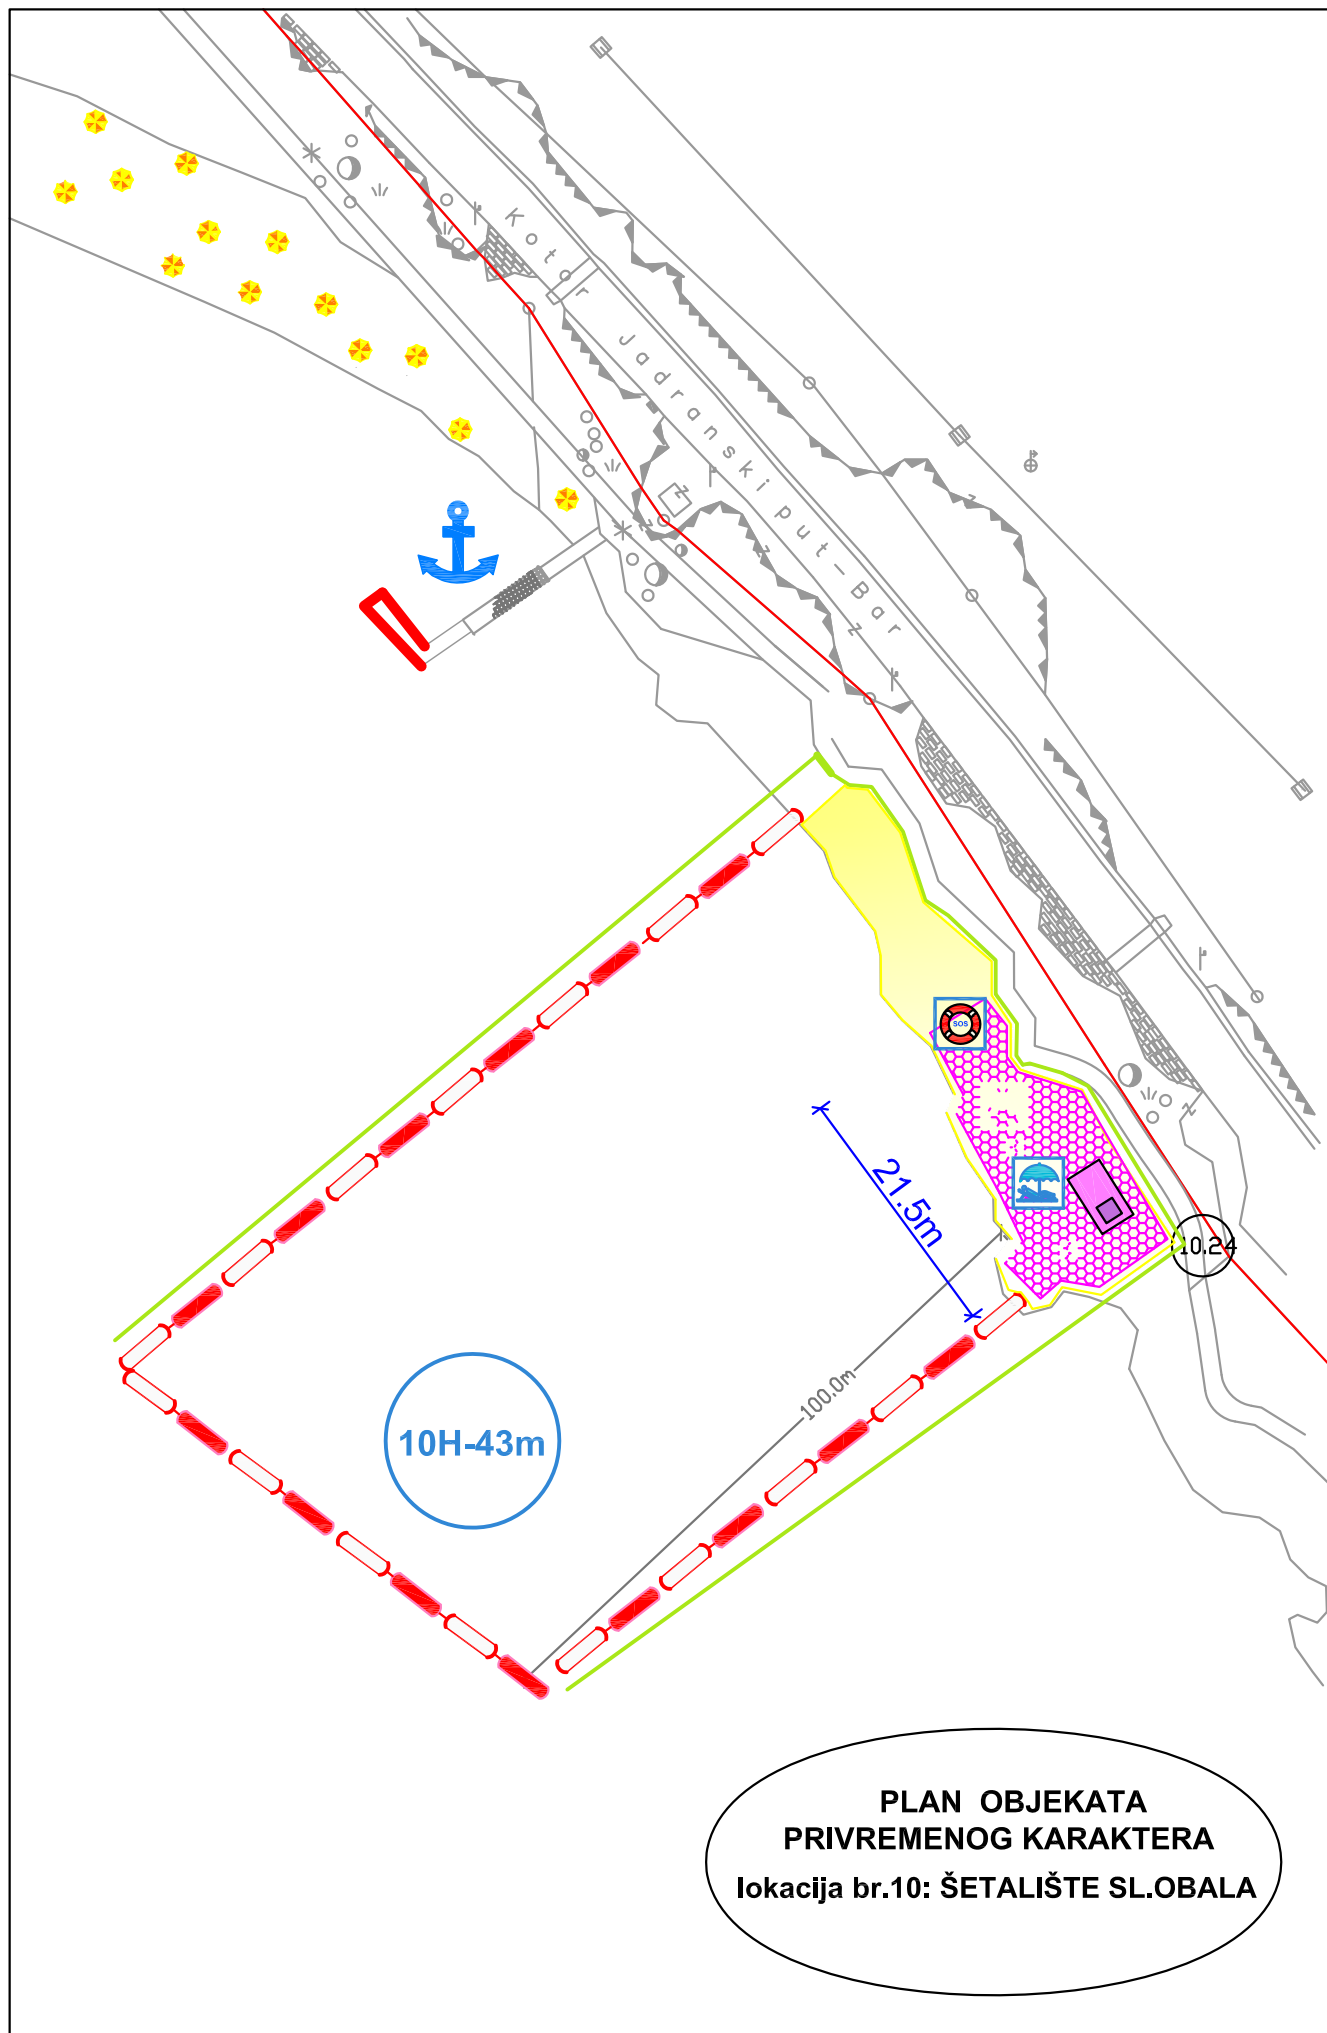 Kotor Jadranski put-Bar
z
z
z
z
z
SOS
21.5m
z
10.24
100.0m
10H-43m
PLAN OBJEKATA
PRIVREMENOG KARAKTERA
lokacija br.10: ŠETALIŠTE SL.OBALA